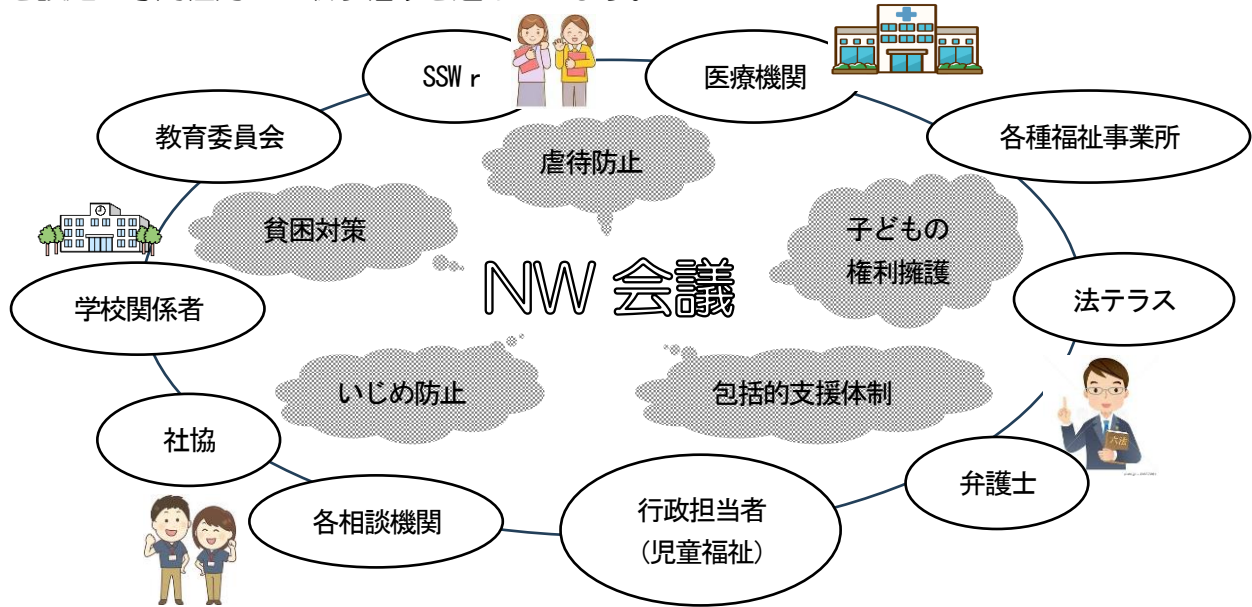 SSWr
医療機関
教育委員会
各種福祉事業所
虐待防止
貧困対策
子どもの
権利擁護
NW 会議
学校関係者
法テラス
いじめ防止
包括的支援体制
社協
六法
弁護士
各相談機関
行政担当者
(児童福祉)